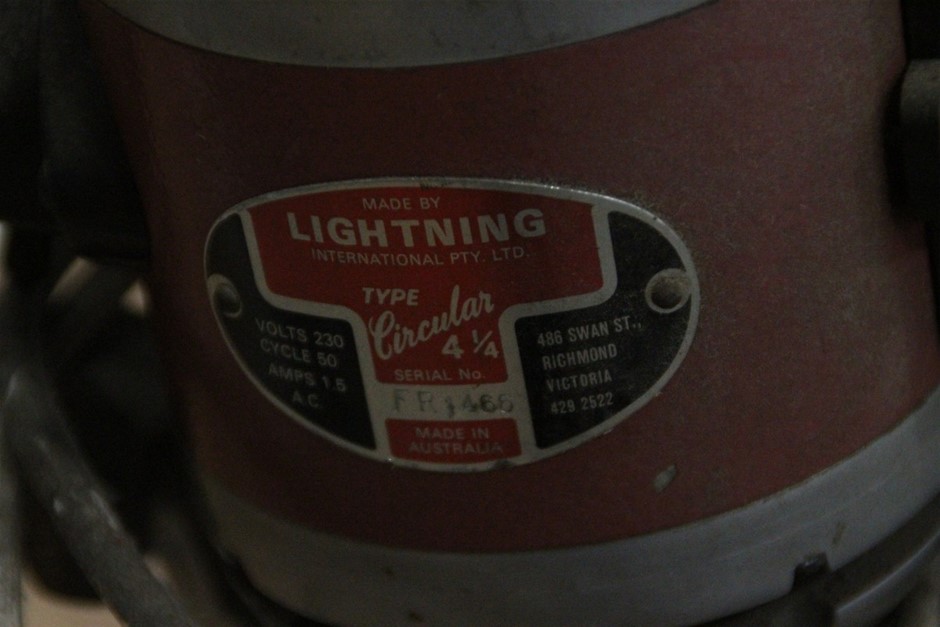 MADE BY
LIGHTNING
INTERNATIONAL PTY. LTD.
TYPE
Circular
4 1/4
SERIAL No.
MADE IN
AUSTRALIA
VOLTS 230
CYCLE 50
AMPS 1.5
A.C
486 SWAN ST.,
RICHMOND
VICTORIA
429 2522